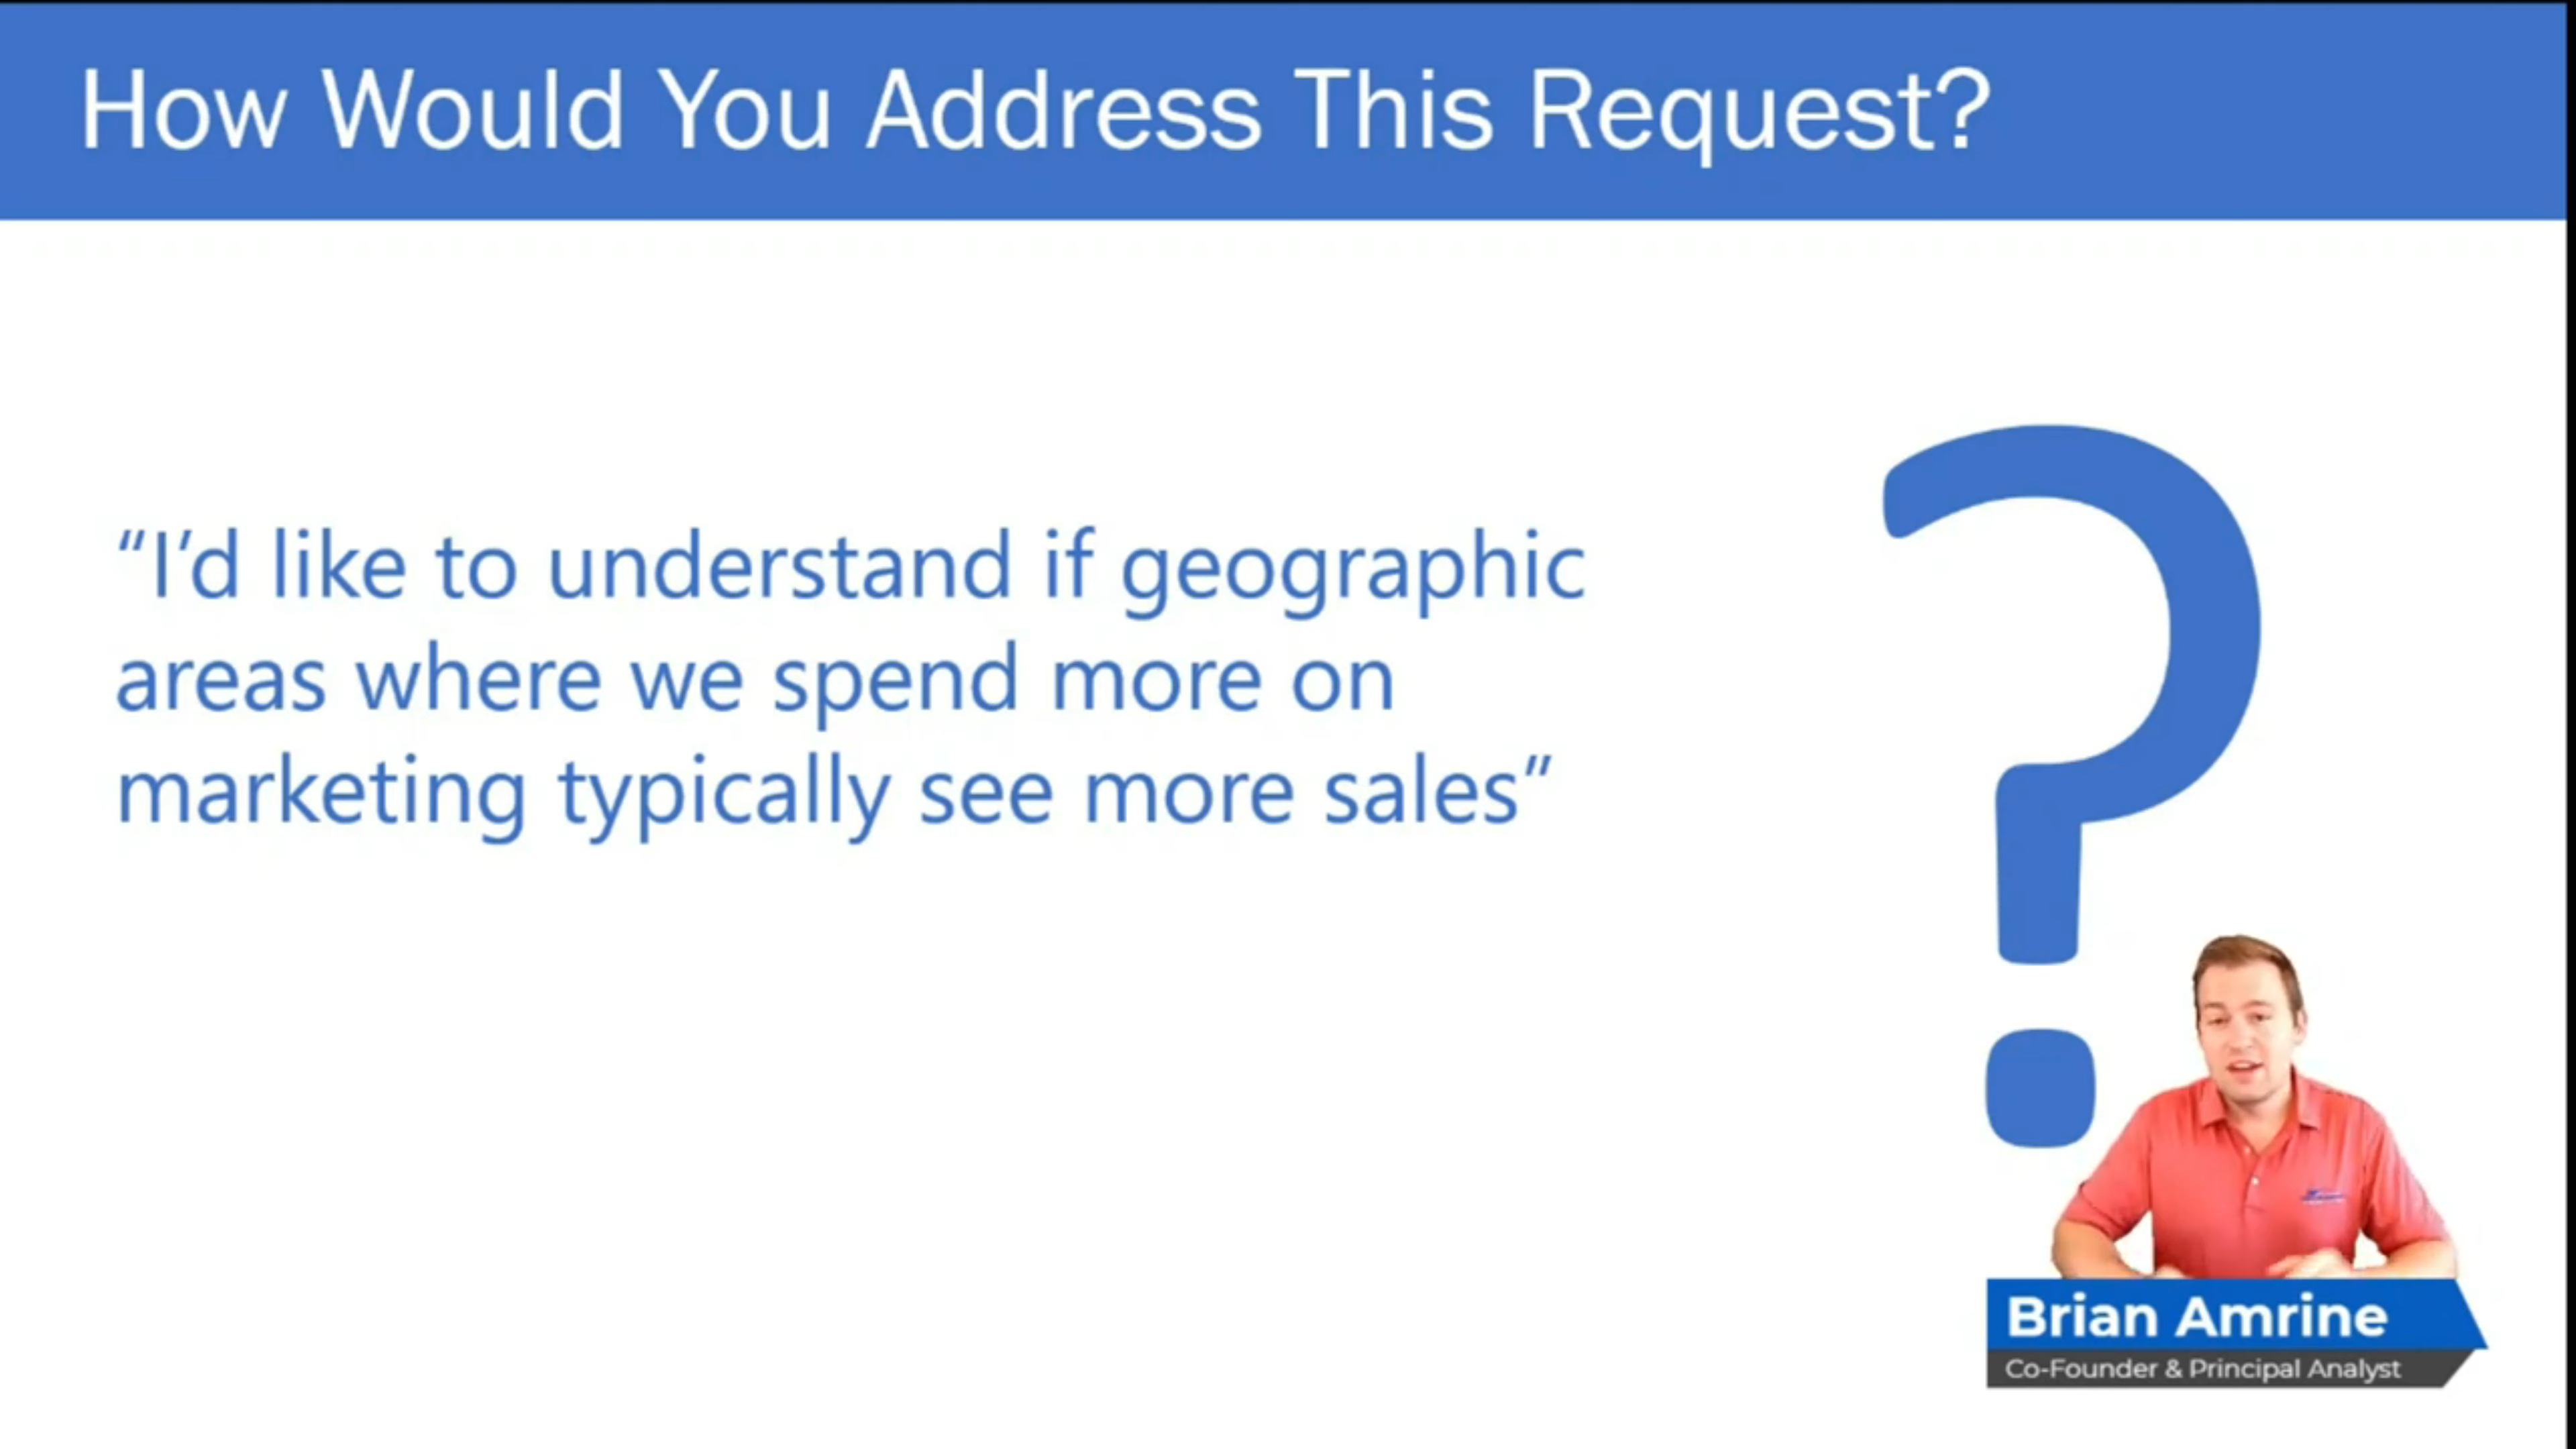 How Would You Address This Request?
“I’d like to understand if geographic
areas where we spend more on
marketing typically see more sales”
?
Brian Amrine
Co-Founder & Principal Analyst